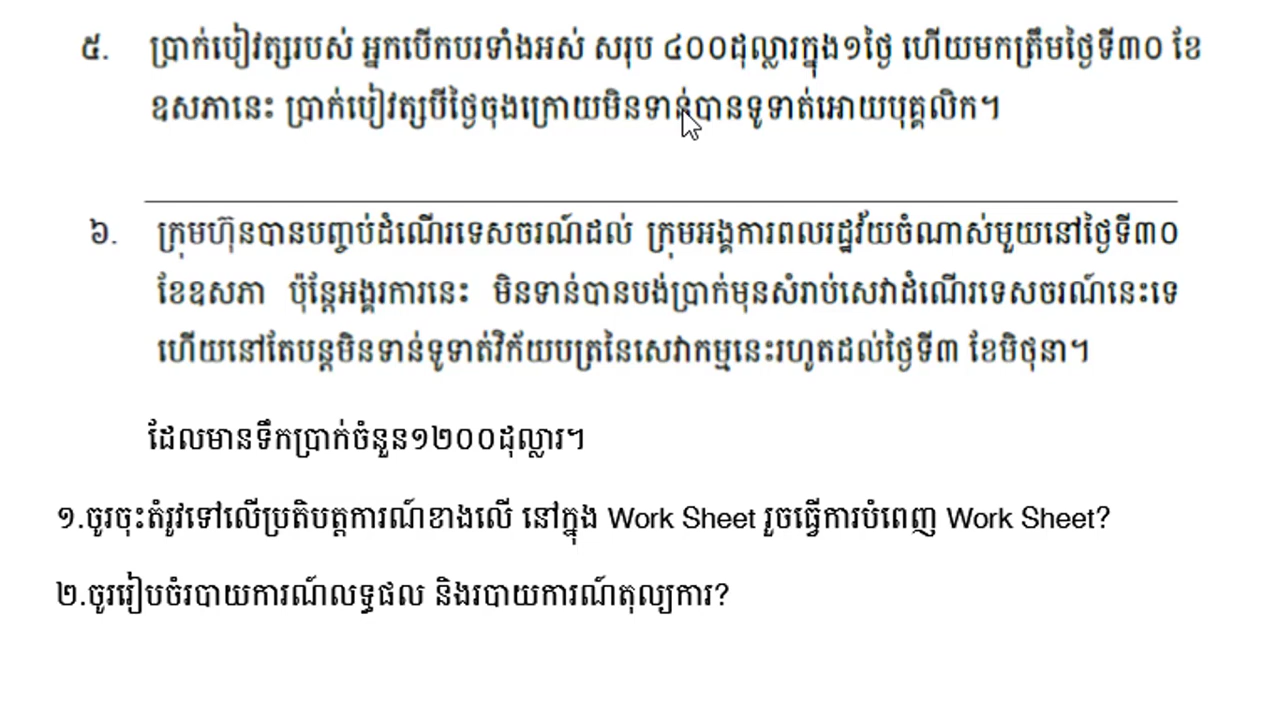 ៥. ប្រាក់បៀវត្សរបស់ អ្នកបើកបរទាំងអស់ សរុប ៤០០ដុល្លារក្នុង១ថ្ងៃ ហើយមកត្រឹមថ្ងៃទី៣០ ខែ
ឧសភានេះ ប្រាក់បៀវត្សបីថ្ងៃចុងក្រោយមិនទាន់បានទូទាត់អោយបុគ្គលិក។
៦. ក្រុមហ៊ុនបានបញ្ចប់ដំណើរទេសចរណ៍ដល់ ក្រុមអង្គការពលរដ្ឋវ័យចំណាស់មួយនៅថ្ងៃទី៣០
ខែឧសភា ប៉ុន្តែអង្គរការនេះ មិនទាន់បានបង់ប្រាក់មុនសំរាប់សេវាដំណើរទេសចរណ៍នេះទេ
ហើយនៅតែបន្តមិនទាន់ទូទាត់វិក័យបត្រនៃសេវាកម្មនេះរហូតដល់ថ្ងៃទី៣ ខែមិថុនា។
ដែលមានទឹកប្រាក់ចំនួន១២០០ដុល្លារ។
១.ចូរចុះតំរូវទៅលើប្រតិបត្តការណ៍ខាងលើ នៅក្នុង Work Sheet រួចធ្វើការបំពេញ Work Sheet?
២.ចូររៀបចំរបាយការណ៍លទ្ធផល និងរបាយការណ៍តុល្យការ?